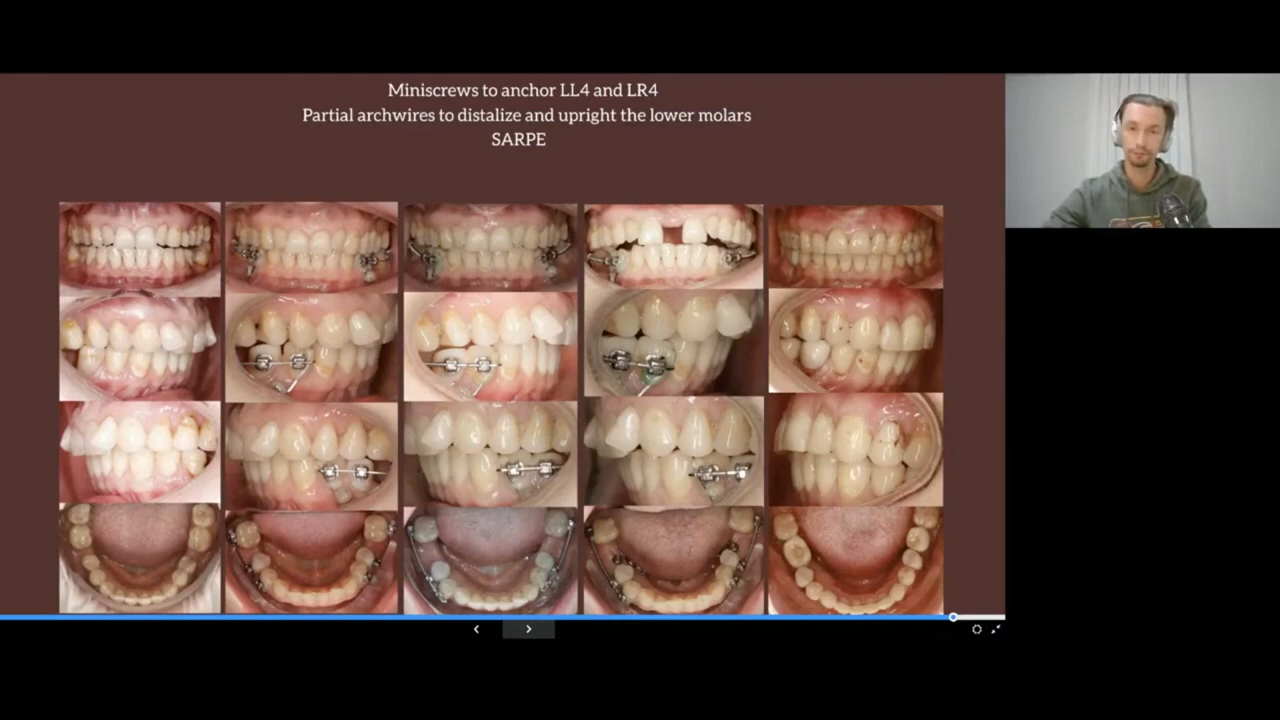 Miniscrews to anchor LL4 and LR4
Partial archwires to distalize and upright the lower molars
SARPE